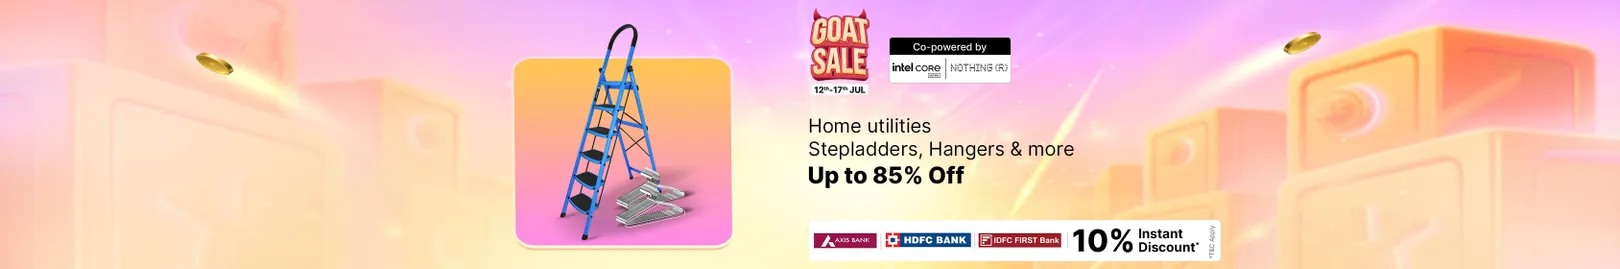 GOAT
SALE
12th-17th JUL
Co-powered by
intel core
ULTRA
NOTHING (R)
Home utilities
Stepladders, Hangers & more
Up to 85% Off
AXIS BANK
HDFC BANK
IDFC FIRST Bank
10% Instant
Discount*
*T&C Apply